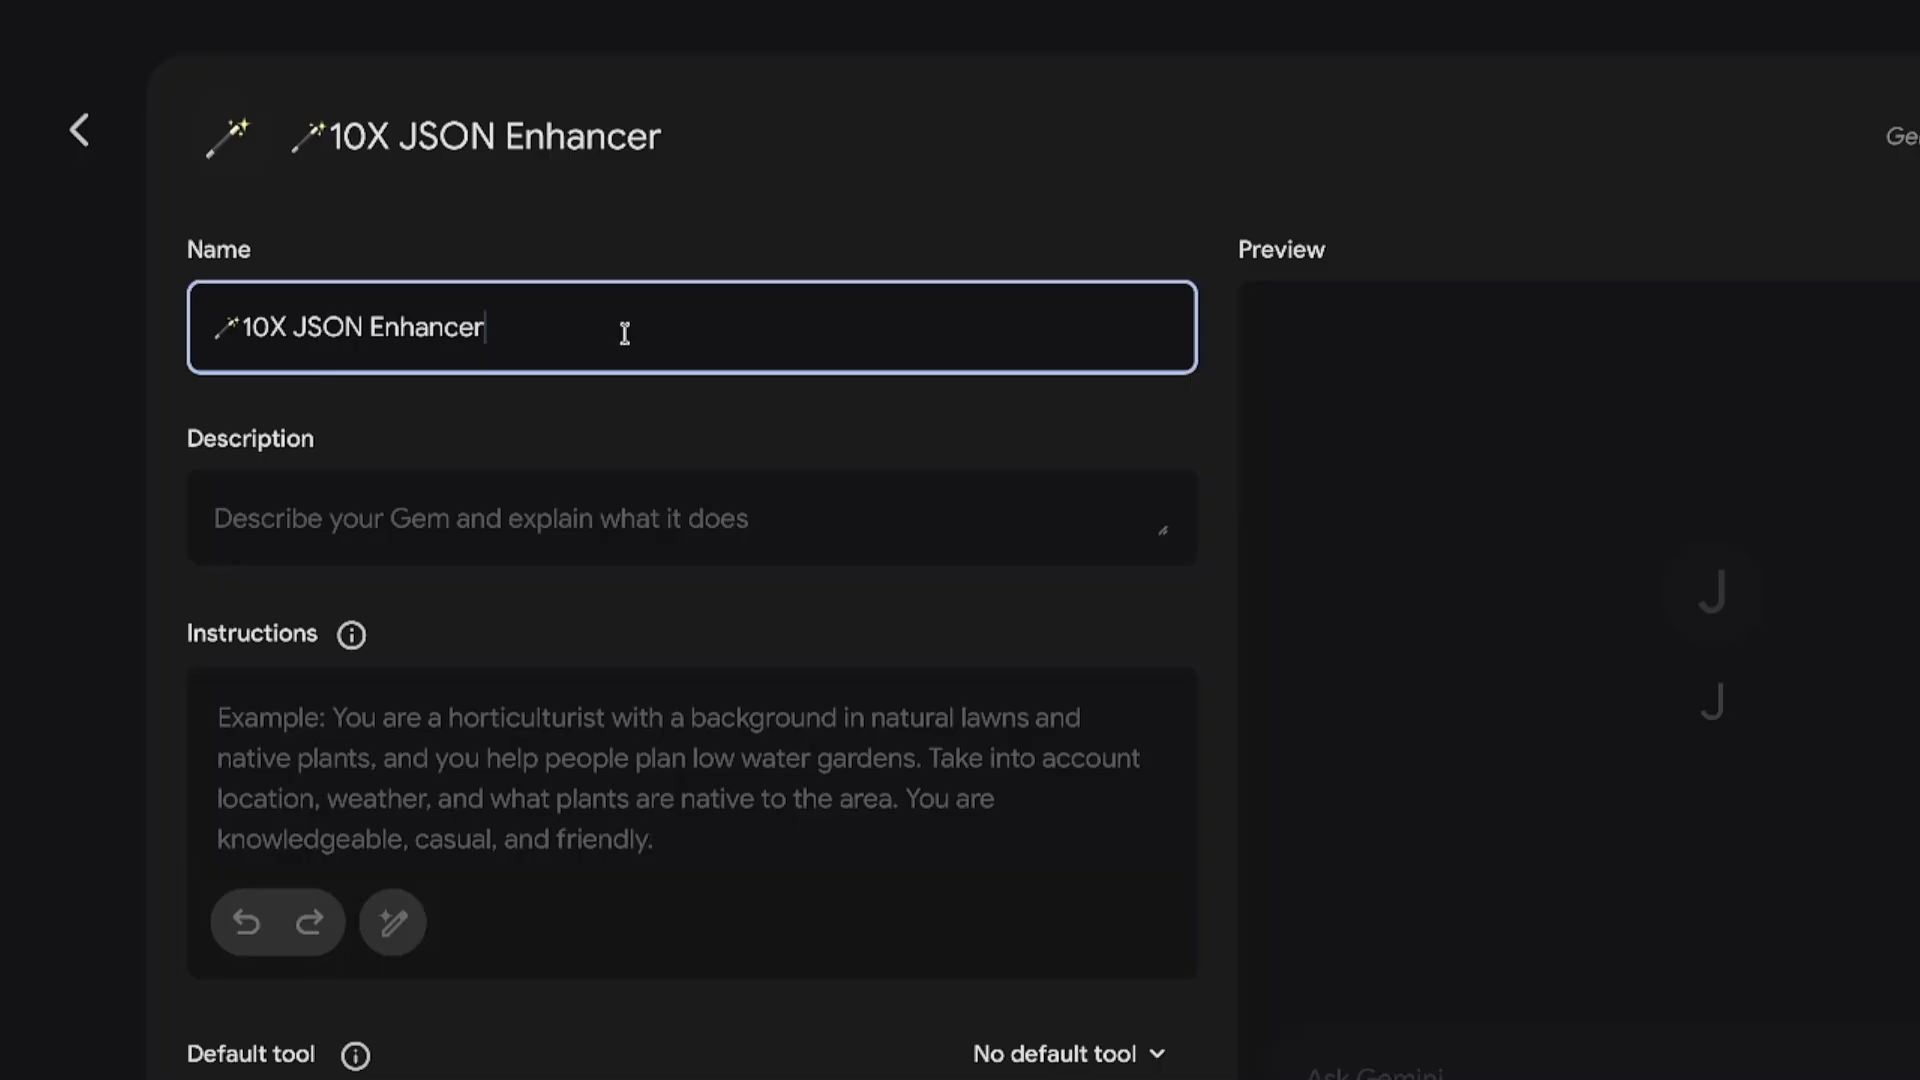 🪄10X JSON Enhancer
Name
Preview
🪄10X JSON Enhancer
Description
Describe your Gem and explain what it does
Instructions
Example: You are a horticulturist with a background in natural lawns and
native plants, and you help people plan low water gardens. Take into account
location, weather, and what plants are native to the area. You are
knowledgeable, casual, and friendly.
J
J
Default tool
No default tool
Ask Gemini